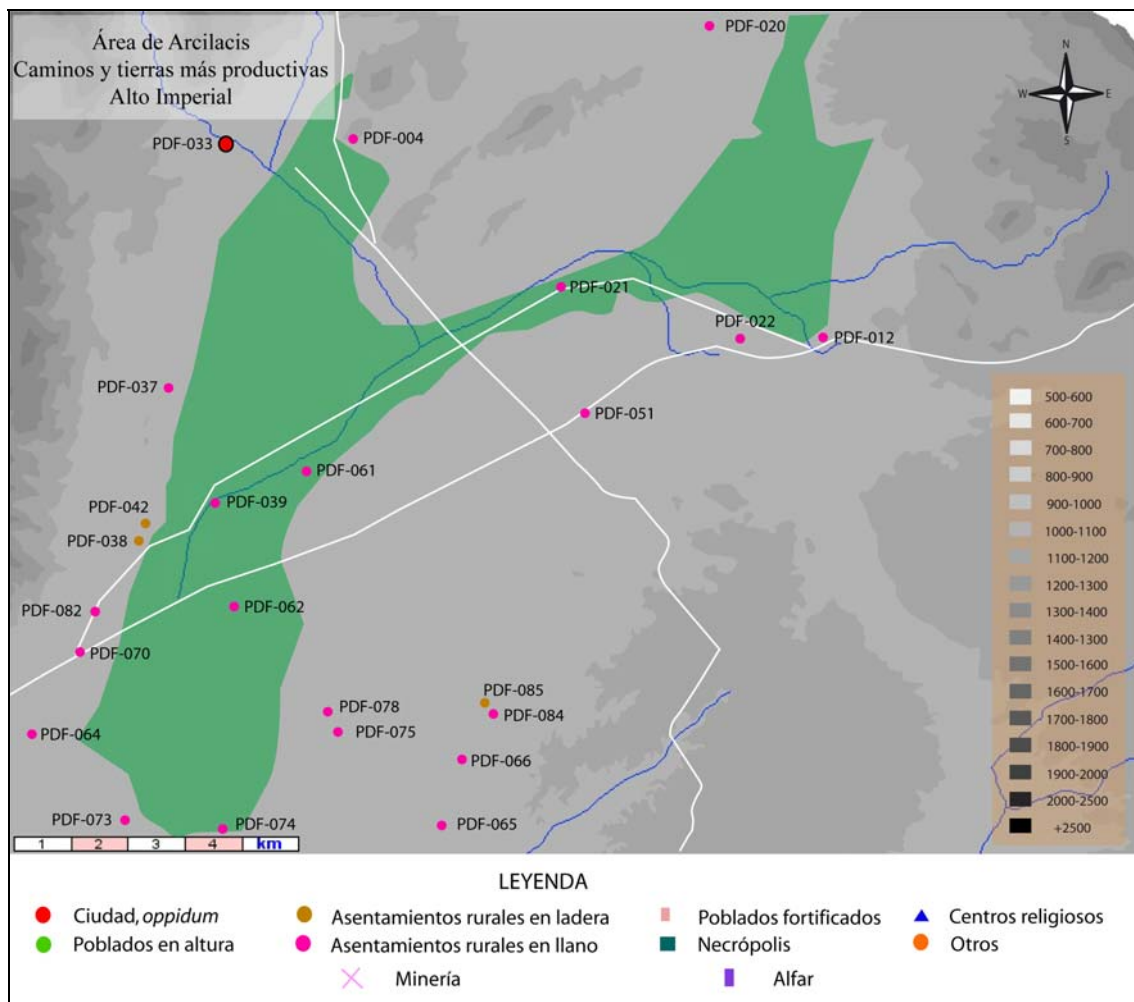 Área de Arcilacis
Caminos y tierras más productivas
Alto Imperial
PDF-020
N
W E
S
PDF-004
PDF-033
PDF-021
PDF-022
PDF-012
PDF-037
PDF-051
PDF-061
PDF-039
PDF-042
PDF-038
PDF-082
PDF-062
PDF-070
PDF-085
PDF-078
PDF-084
PDF-064
PDF-075
PDF-066
PDF-073
PDF-074
PDF-065
1 2 3 4 km
500-600
600-700
700-800
800-900
900-1000
1000-1100
1100-1200
1200-1300
1300-1400
1400-1300
1500-1600
1600-1700
1700-1800
1800-1900
1900-2000
2000-2500
+2500
LEYENDA
Ciudad, oppidum
Asentamientos rurales en ladera
Poblados fortificados
Centros religiosos
Poblados en altura
Asentamientos rurales en llano
Necrópolis
Otros
Minería
Alfar